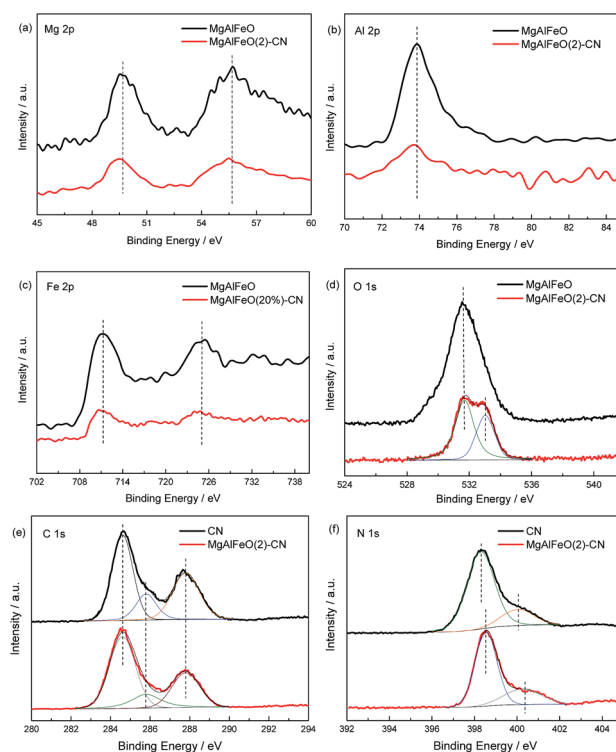 (a) Mg 2p
MgAlFeO
MgAlFeO(2)-CN
Intensity / a.u.
45 48 51 54 57 60
Binding Energy / eV
(b) Al 2p
MgAlFeO
MgAlFeO(2)-CN
Intensity / a.u.
70 72 74 76 78 80 82 84
Binding Energy / eV
(c) Fe 2p
MgAlFeO
MgAlFeO(20%)-CN
Intensity / a.u.
702 708 714 720 726 732 738
Binding Energy / eV
(d) O 1s
MgAlFeO
MgAlFeO(2)-CN
Intensity / a.u.
524 528 532 536 540
Binding Energy / eV
(e) C 1s
CN
MgAlFeO(2)-CN
Intensity / a.u.
280 282 284 286 288 290 292 294
Binding Energy / eV
(f) N 1s
CN
MgAlFeO(2)-CN
Intensity / a.u.
392 394 396 398 400 402 404
Binding Energy / eV